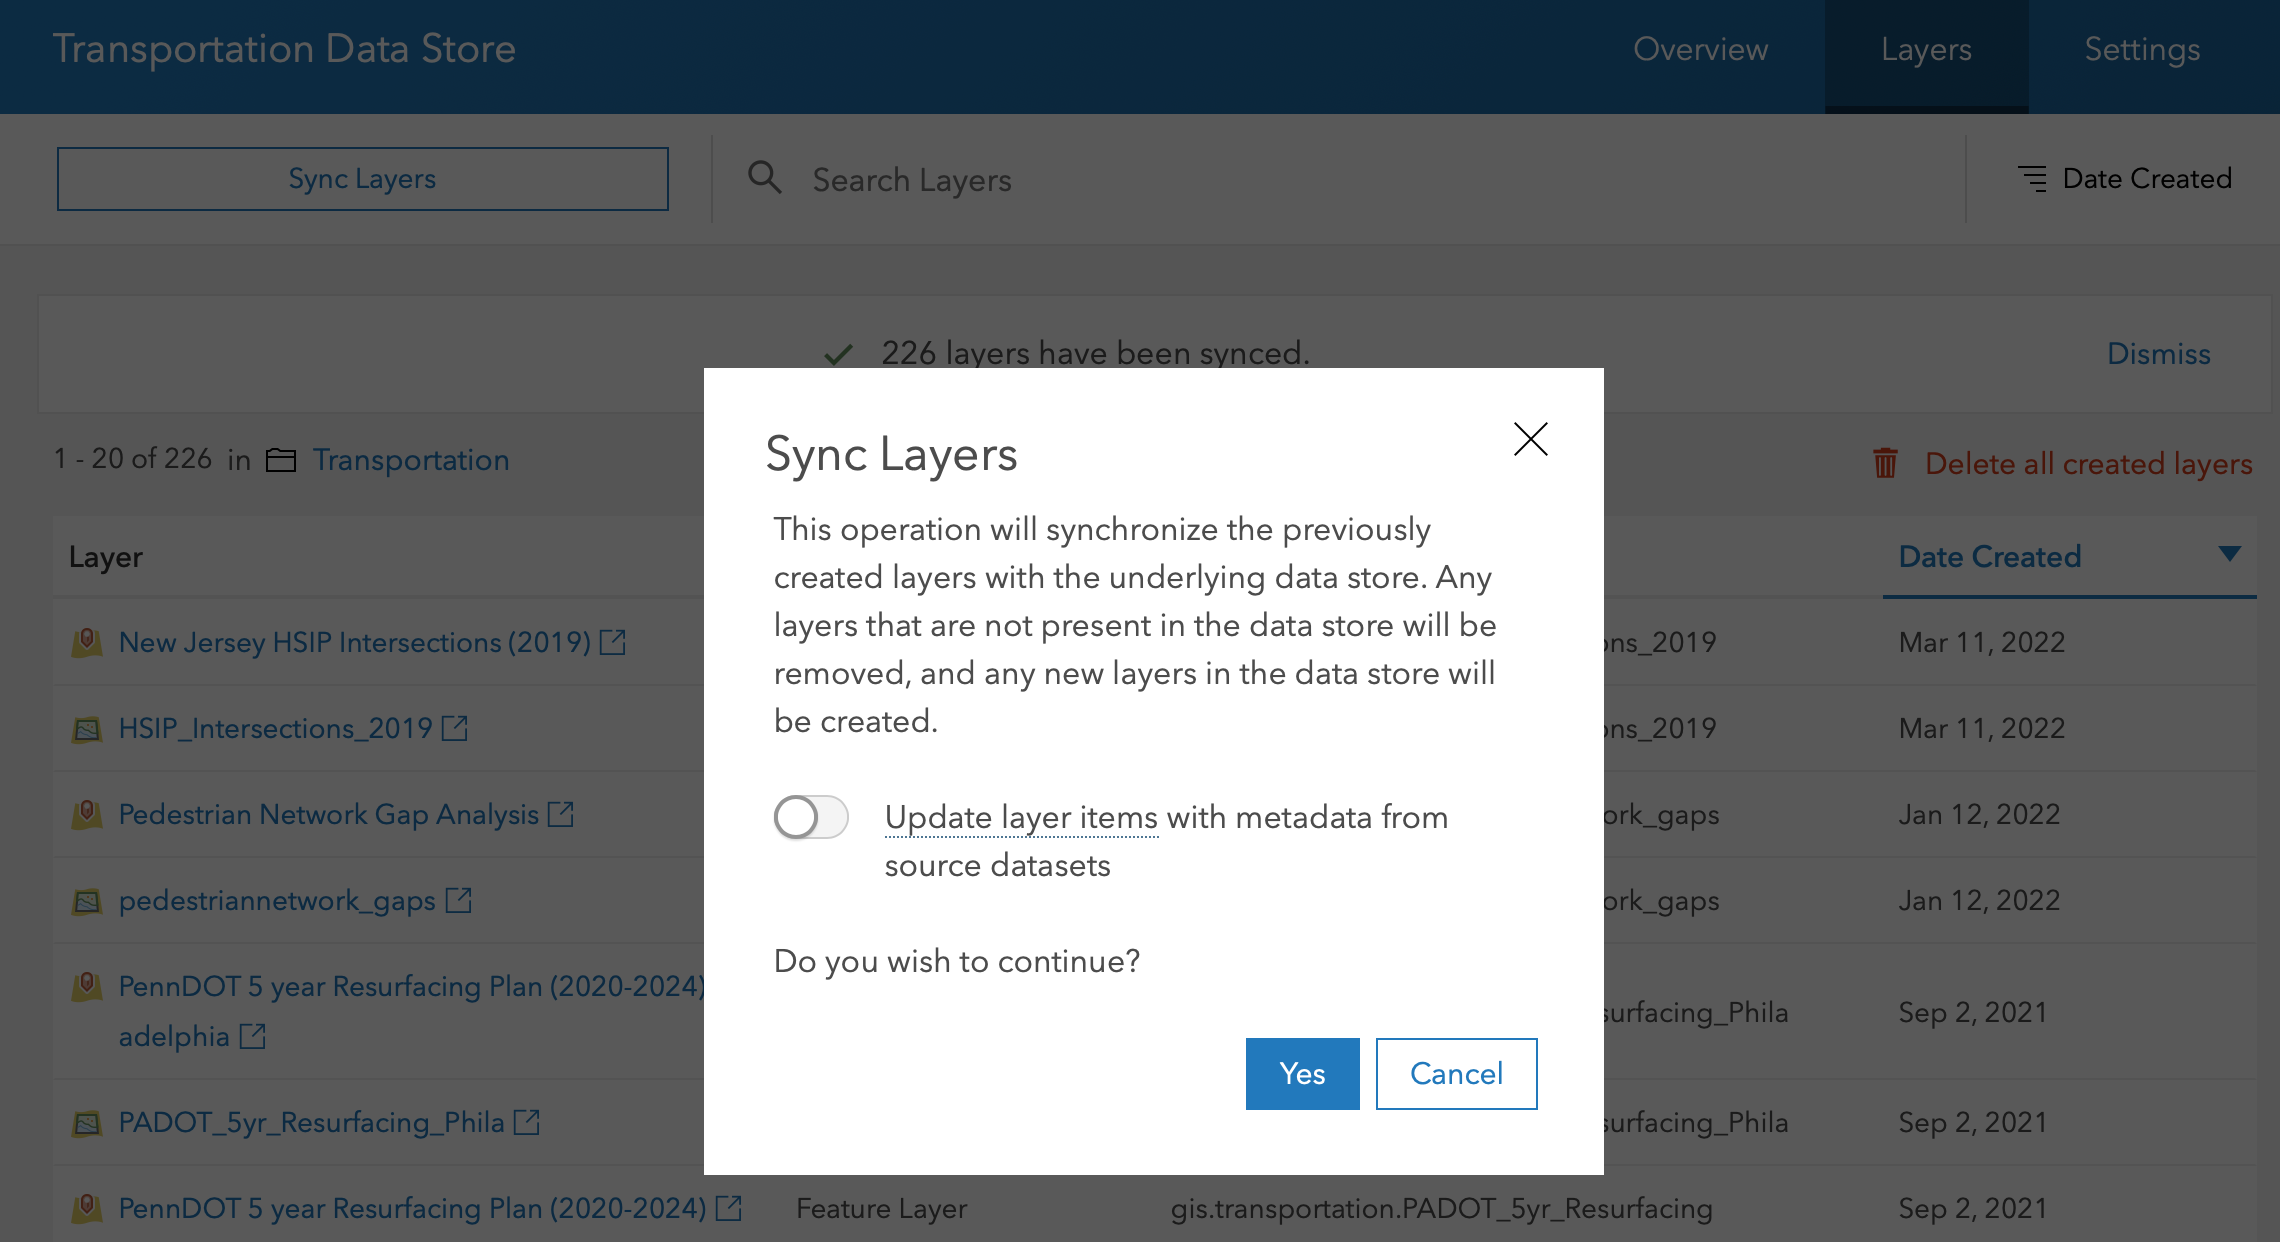 Transportation Data Store
Overview
Layers
Settings
Sync Layers
Search Layers
Date Created
226 layers have been synced.
Dismiss
1 - 20 of 226 in Transportation
Delete all created layers
Sync Layers
This operation will synchronize the previously
created layers with the underlying data store. Any
layers that are not present in the data store will be
removed, and any new layers in the data store will
be created.
Update layer items with metadata from
source datasets
Do you wish to continue?
Yes
Cancel
Layer
Date Created
New Jersey HSIP Intersections (2019)
ns_2019
Mar 11, 2022
HSIP_Intersections_2019
ns_2019
Mar 11, 2022
Pedestrian Network Gap Analysis
ork_gaps
Jan 12, 2022
pedestriannetwork_gaps
ork_gaps
Jan 12, 2022
PennDOT 5 year Resurfacing Plan (2020-2024)
adelphia
surfacing_Phila
Sep 2, 2021
PADOT_5yr_Resurfacing_Phila
surfacing_Phila
Sep 2, 2021
PennDOT 5 year Resurfacing Plan (2020-2024)
Feature Layer
gis.transportation.PADOT_5yr_Resurfacing
Sep 2, 2021